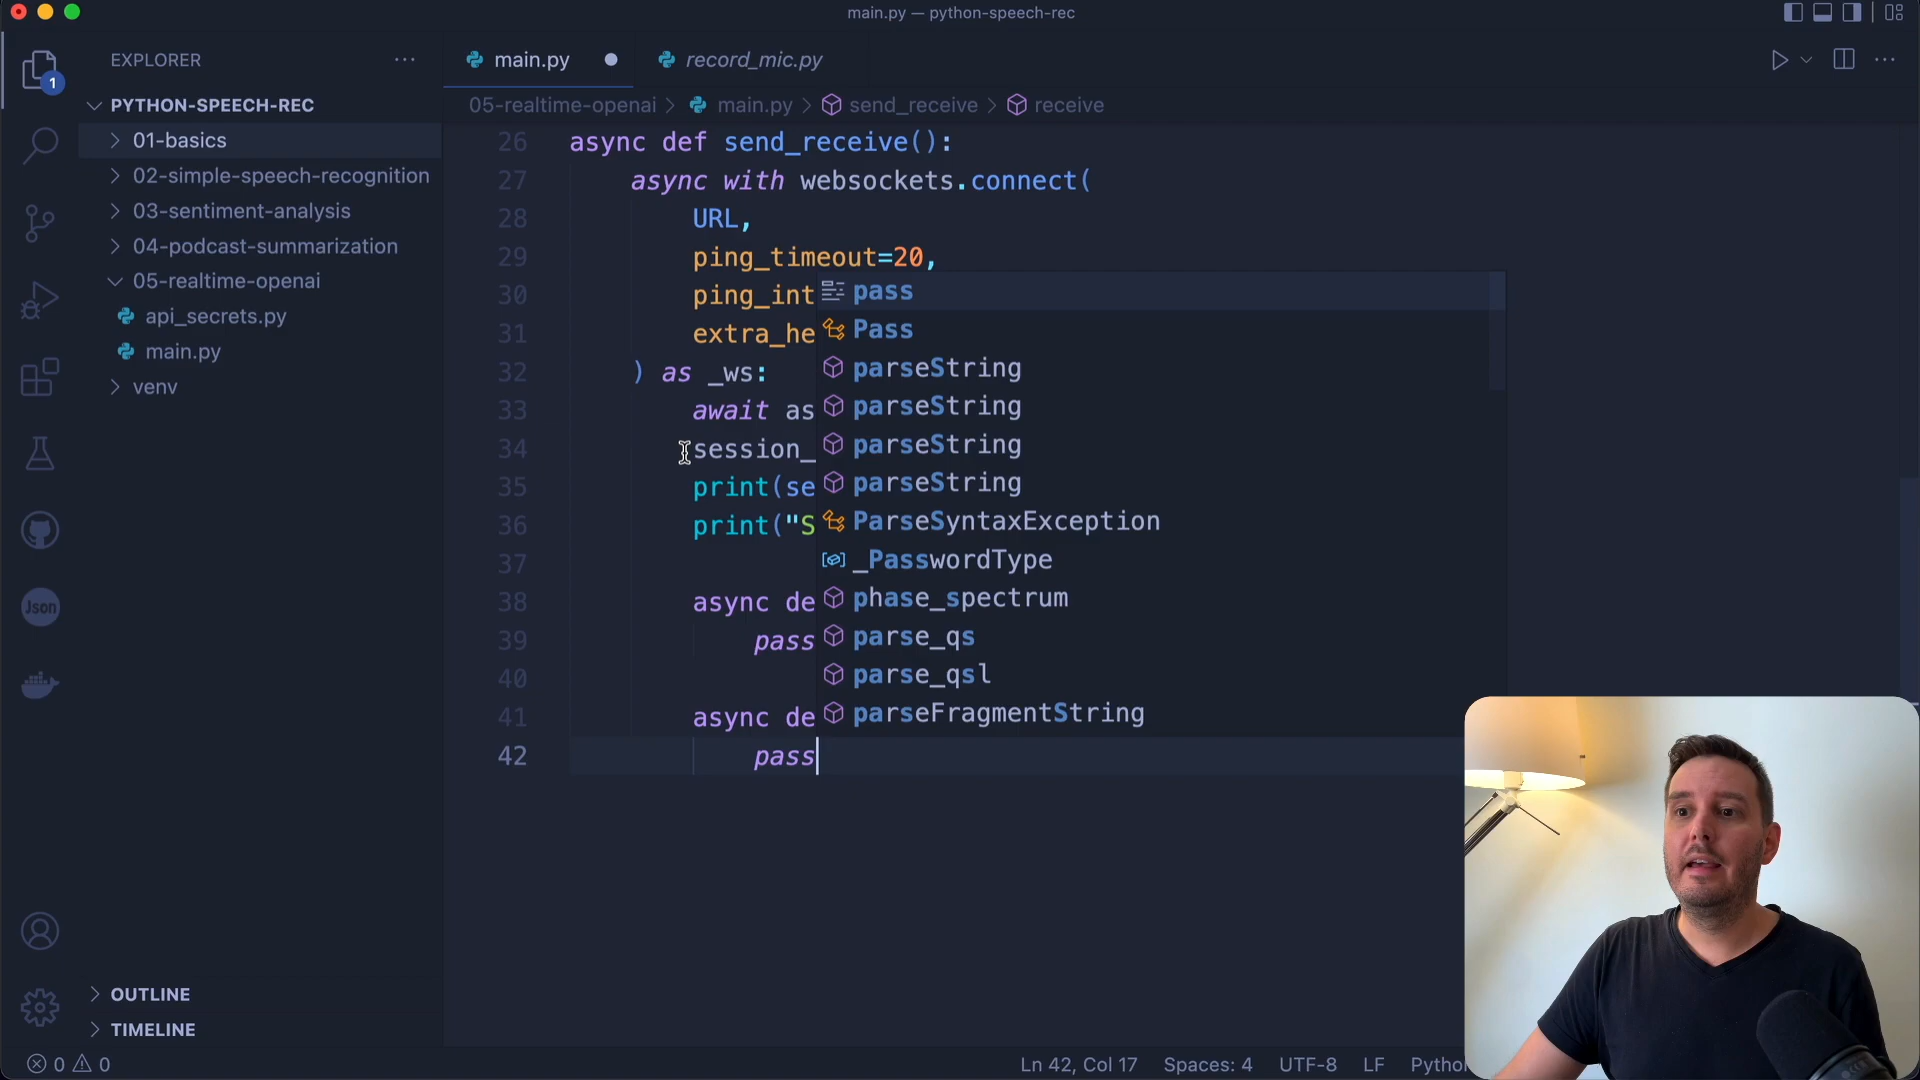 main.py — python-speech-rec
EXPLORER
main.py
record_mic.py
PYTHON-SPEECH-REC
01-basics
02-simple-speech-recognition
03-sentiment-analysis
04-podcast-summarization
05-realtime-openai
api_secrets.py
main.py
venv
OUTLINE
TIMELINE
1
Json
05-realtime-openai > main.py > send_receive > receive
26 async def send_receive():
27 async with websockets.connect(
28 URL,
29 ping_timeout=20,
30 ping_int
31 extra_he
32 ) as _ws:
33 await as
34 session_
35 print(se
36 print("S
37
38 async de
39 pass
40
41 async de
42 pass
pass
Pass
parseString
parseString
parseString
parseString
ParseSyntaxException
_PasswordType
phase_spectrum
parse_qs
parse_qsl
parseFragmentString
0 0
Ln 42, Col 17
Spaces: 4
UTF-8
LF
Python